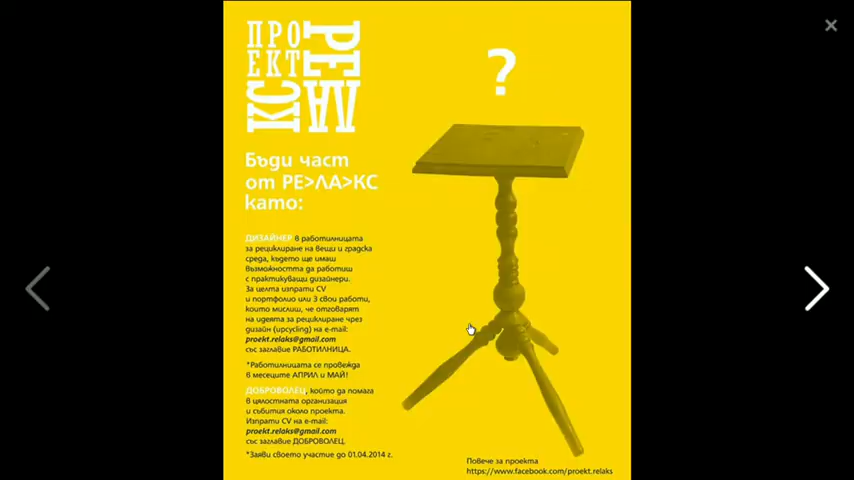 ПРО
ЕКТ
РЕЛА
КС
?
Бъди част
от РЕ>ЛА>КС
като:
ДИЗАЙНЕР в работилницата
за рециклиране на вещи и градска
среда, където ще имаш
възможността да работиш
с практикуващи дизайнери.
За целта изпрати CV
и портфолио или 3 свои работи,
които мислиш, че отговарят
на идеята за рециклиране чрез
дизайн (upcycling) на e-mail:
proekt.relaks@gmail.com
със заглавие РАБОТИЛНИЦА.
*Работилницата се провежда
в месеците АПРИЛ и МАЙ!
ДОБРОВОЛЕЦ, който да помага
в цялостната организация
и събития около проекта.
Изпрати CV на e-mail:
proekt.relaks@gmail.com
със заглавие ДОБРОВОЛЕЦ.
*Заяви своето участие до 01.04.2014 г.
Повече за проекта
https://www.facebook.com/proekt.relaks